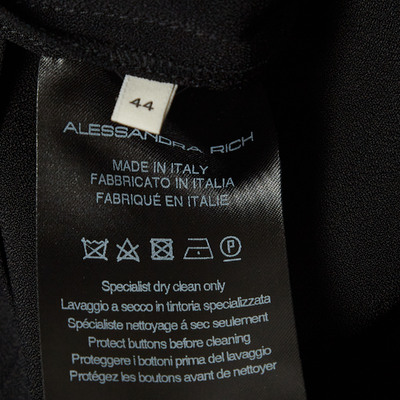 44
ALESSANDRA RICH
MADE IN ITALY
FABBRICATO IN ITALIA
FABRIQUÉ EN ITALIE
P
Specialist dry clean only
Lavaggio a secco in tintoria specializzata
Spécialiste nettoyage á sec seulement
Protect buttons before cleaning
Proteggere i bottoni prima del lavaggio
Protégez les boutons avant de nettoyer